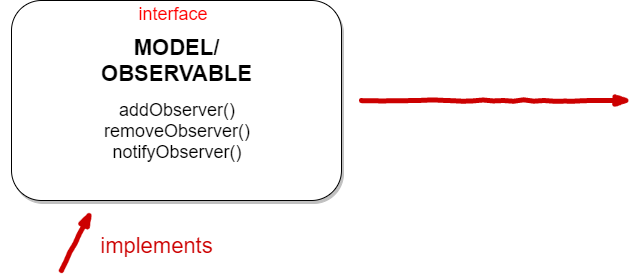 interface
MODEL/
OBSERVABLE
addObserver()
removeObserver()
notifyObserver()
implements